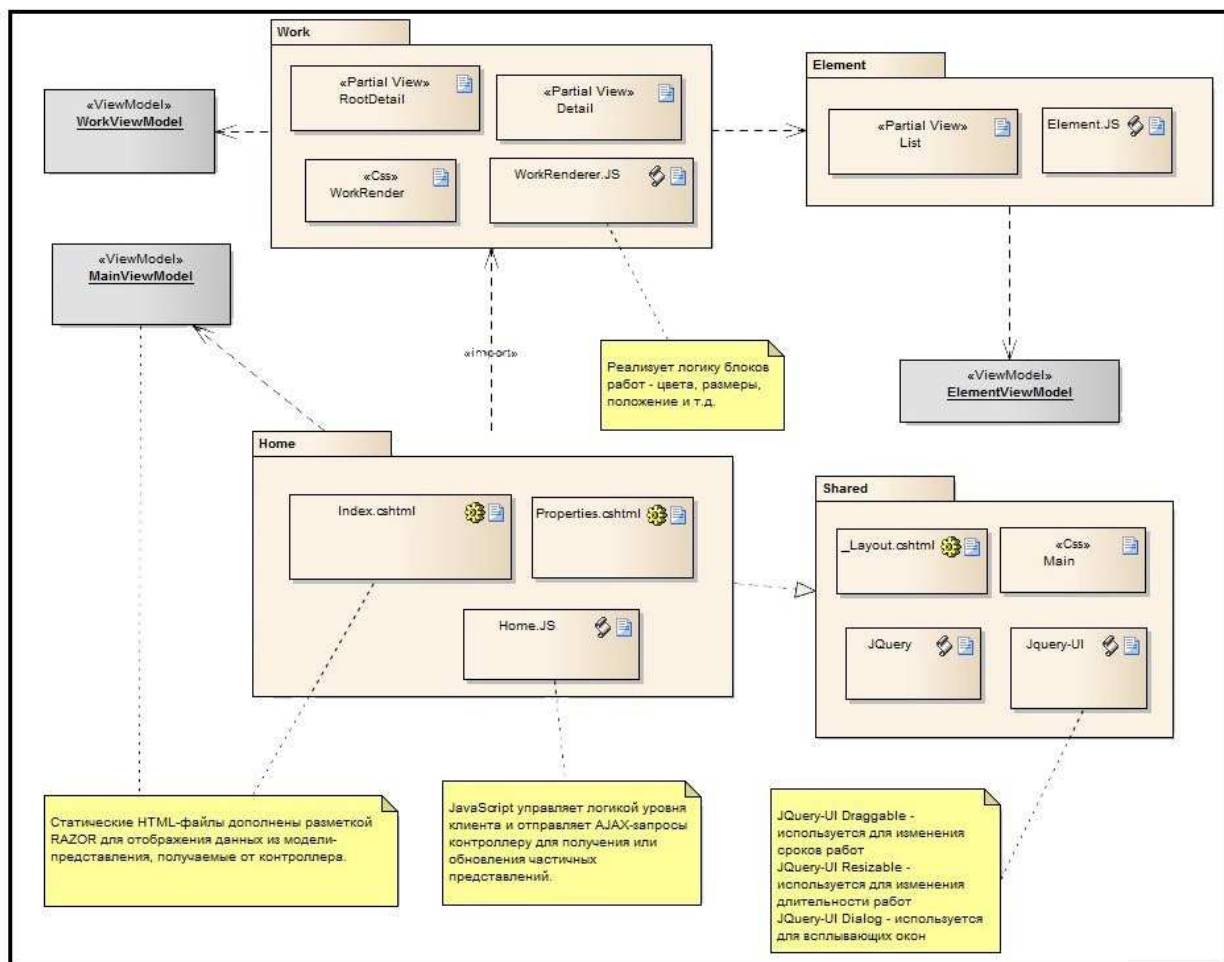 Work
«Partial View»
RootDetail
«Partial View»
Detail
«Css»
WorkRender
WorkRenderer.JS
Element
«Partial View»
List
Element.JS
«ViewModel»
WorkViewModel
«ViewModel»
MainViewModel
«import»
Реализует логику блоков
работ - цвета, размеры,
положение и т.д.
«ViewModel»
ElementViewModel
Home
Index.cshtml
Properties.cshtml
Home.JS
Shared
_Layout.cshtml
«Css»
Main
JQuery
Jquery-UI
Статические HTML-файлы дополнены разметкой
RAZOR для отображения данных из модели-
представления, получаемые от контроллера.
JavaScript управляет логикой уровня
клиента и отправляет AJAX-запросы
контроллеру для получения или
обновления частичных
представлений.
JQuery-UI Draggable -
используется для изменения
сроков работ
JQuery-UI Resizable -
используется для изменения
длительности работ
JQuery-UI Dialog - используется
для всплывающих окон